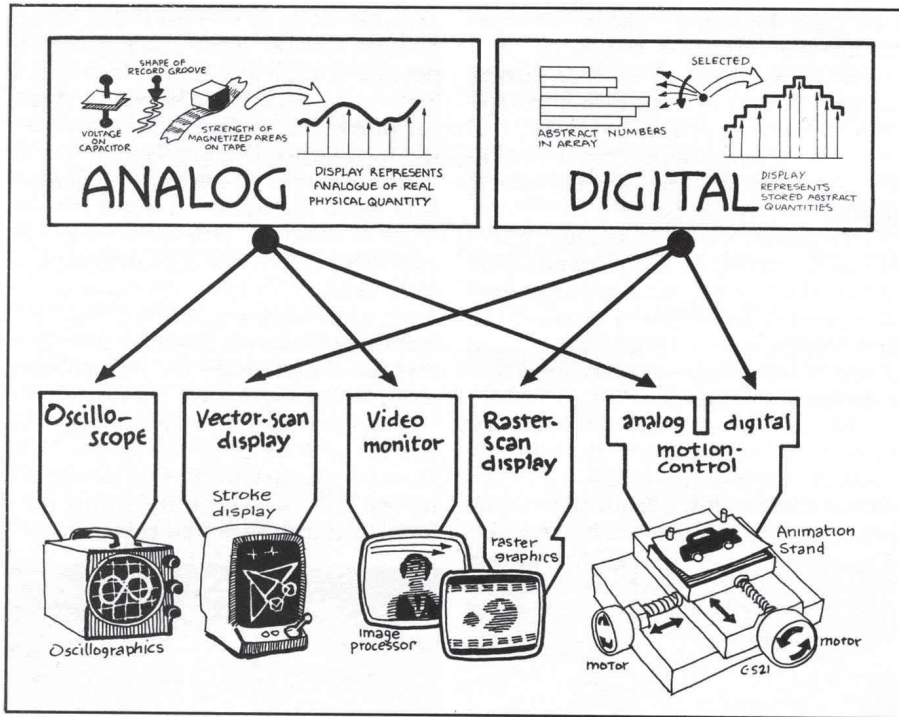 SHAPE OF
RECORD GROOVE
VOLTAGE
ON
CAPACITOR
STRENGTH OF
MAGNETIZED AREAS
ON TAPE
ANALOG
DISPLAY REPRESENTS
ANALOGUE OF REAL
PHYSICAL QUANTITY
SELECTED
ABSTRACT NUMBERS
IN ARRAY
DIGITAL
DISPLAY
REPRESENTS
STORED ABSTRACT
QUANTITIES
Oscillo-
scope
Oscillographics
Vector-scan
display
Stroke
display
Video
monitor
Image
processor
Raster-
scan
display
raster
graphics
analog digital
motion-
control
Animation
Stand
motor
motor
C-521